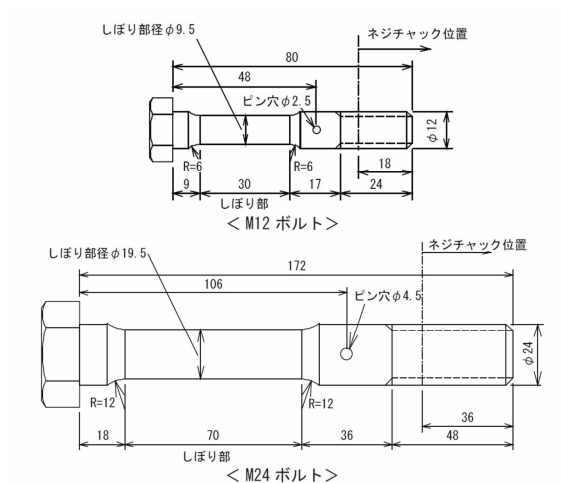 しぼり部径φ9.5
ネジチャック位置
80
48
ピン穴φ2.5
φ12
R=6
R=6
18
9
30
17
24
しぼり部
＜M12 ボルト＞
しぼり部径φ19.5
ネジチャック位置
172
106
ピン穴φ4.5
φ24
R=12
R=12
36
18
70
36
48
しぼり部
＜M24 ボルト＞